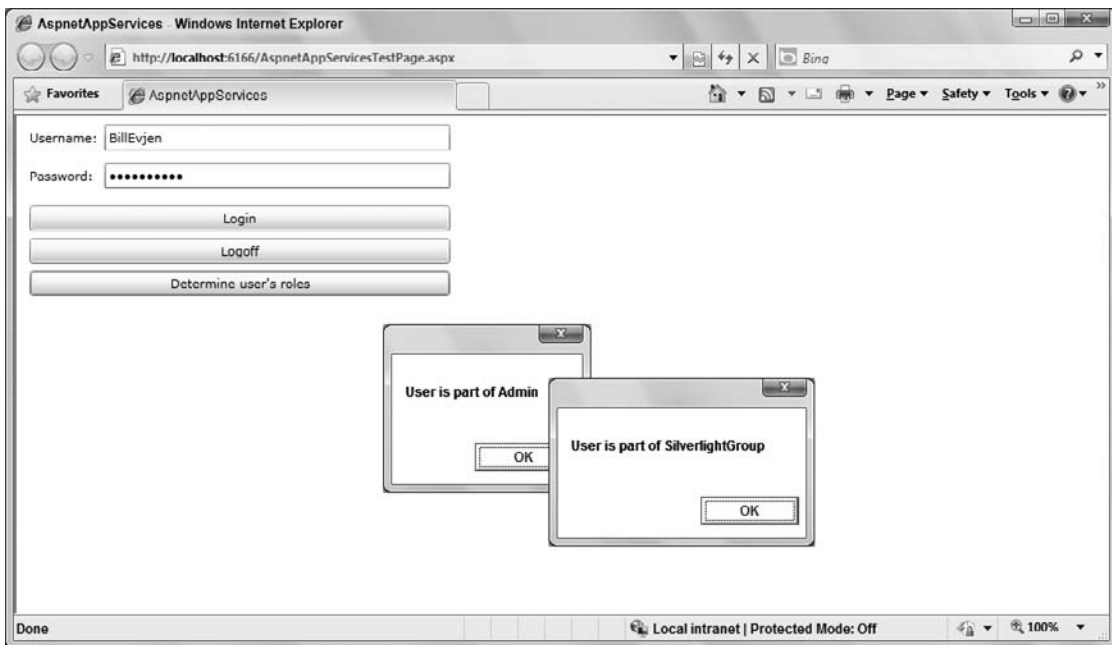 AspnetAppServices - Windows Internet Explorer
http://localhost:6166/AspnetAppServicesTestPage.aspx
Bing
Favorites
AspnetAppServices
Page
Safety
Tools
Username:
BillEvjen
Password:
••••••••••
Login
Logoff
Determine user's roles
User is part of Admin
OK
User is part of SilverlightGroup
OK
Done
Local intranet | Protected Mode: Off
100%